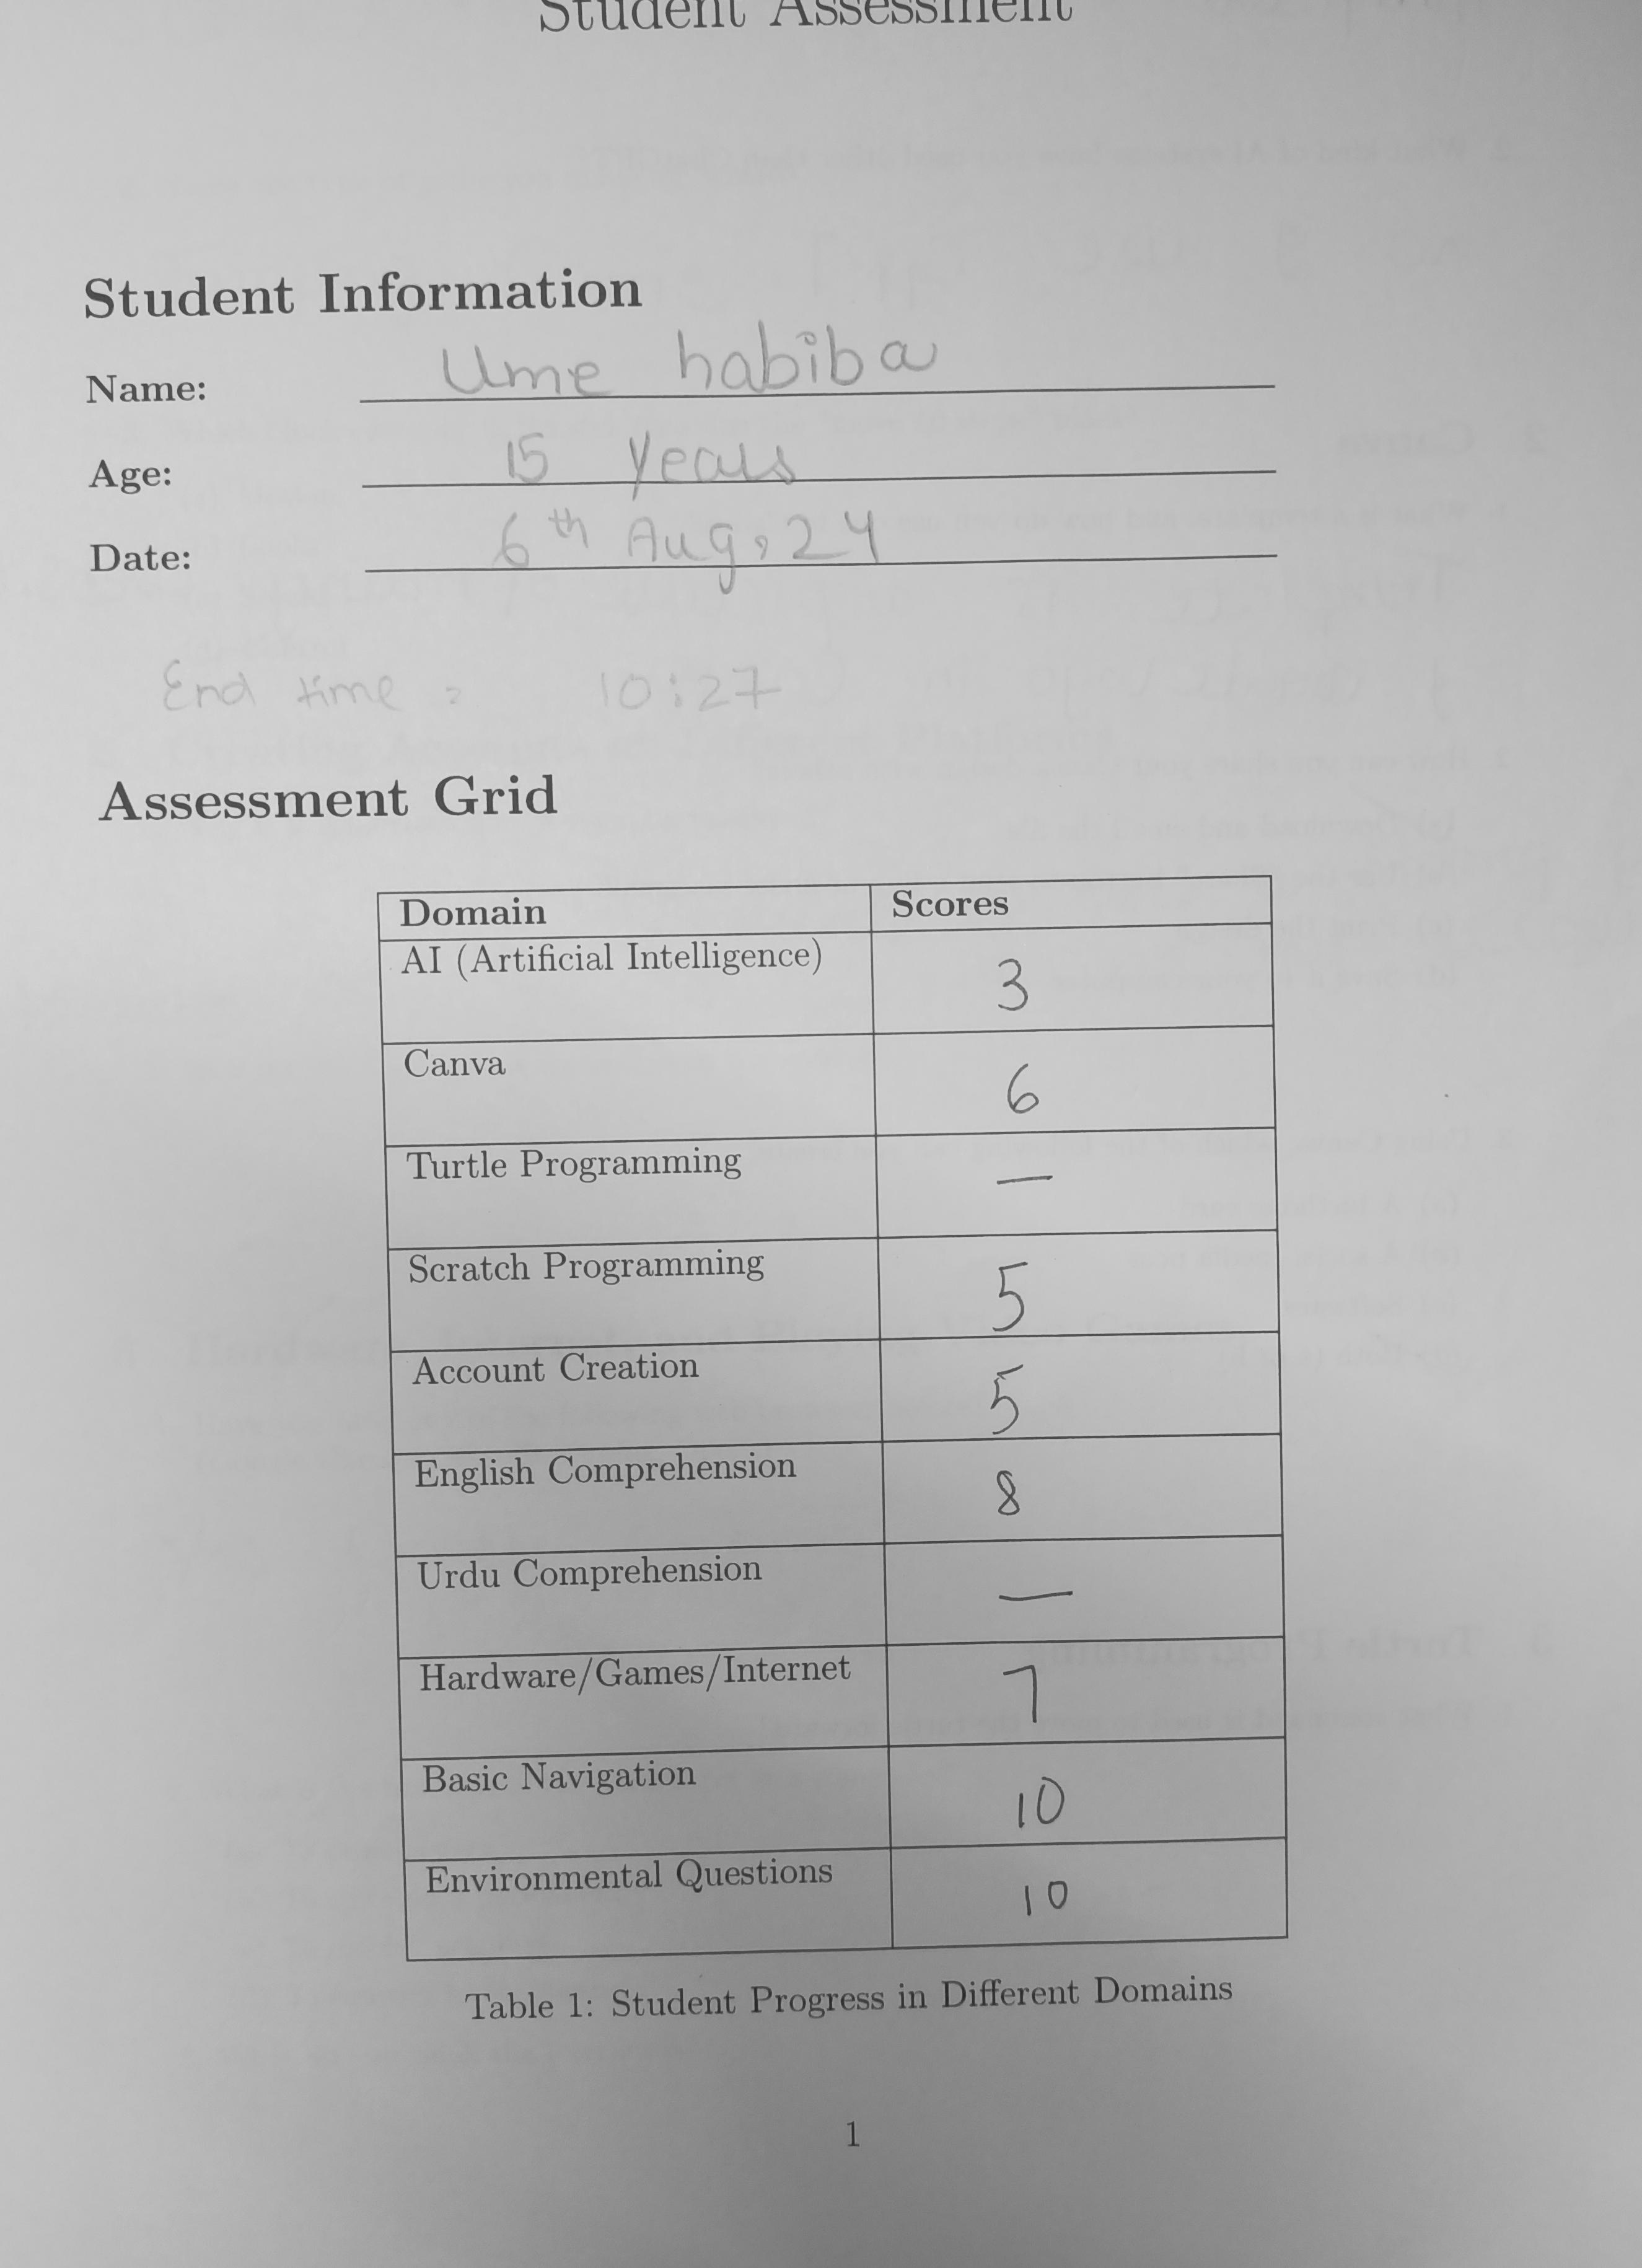 Student Assessment
Student Information
Name: Ume habiba
Age: 15 years
Date: 6th Aug, 24
End time : 10:27
Assessment Grid
Domain Scores
AI (Artificial Intelligence) 3
Canva 6
Turtle Programming —
Scratch Programming 5
Account Creation 5
English Comprehension 8
Urdu Comprehension —
Hardware/Games/Internet 7
Basic Navigation 10
Environmental Questions 10
Table 1: Student Progress in Different Domains
1